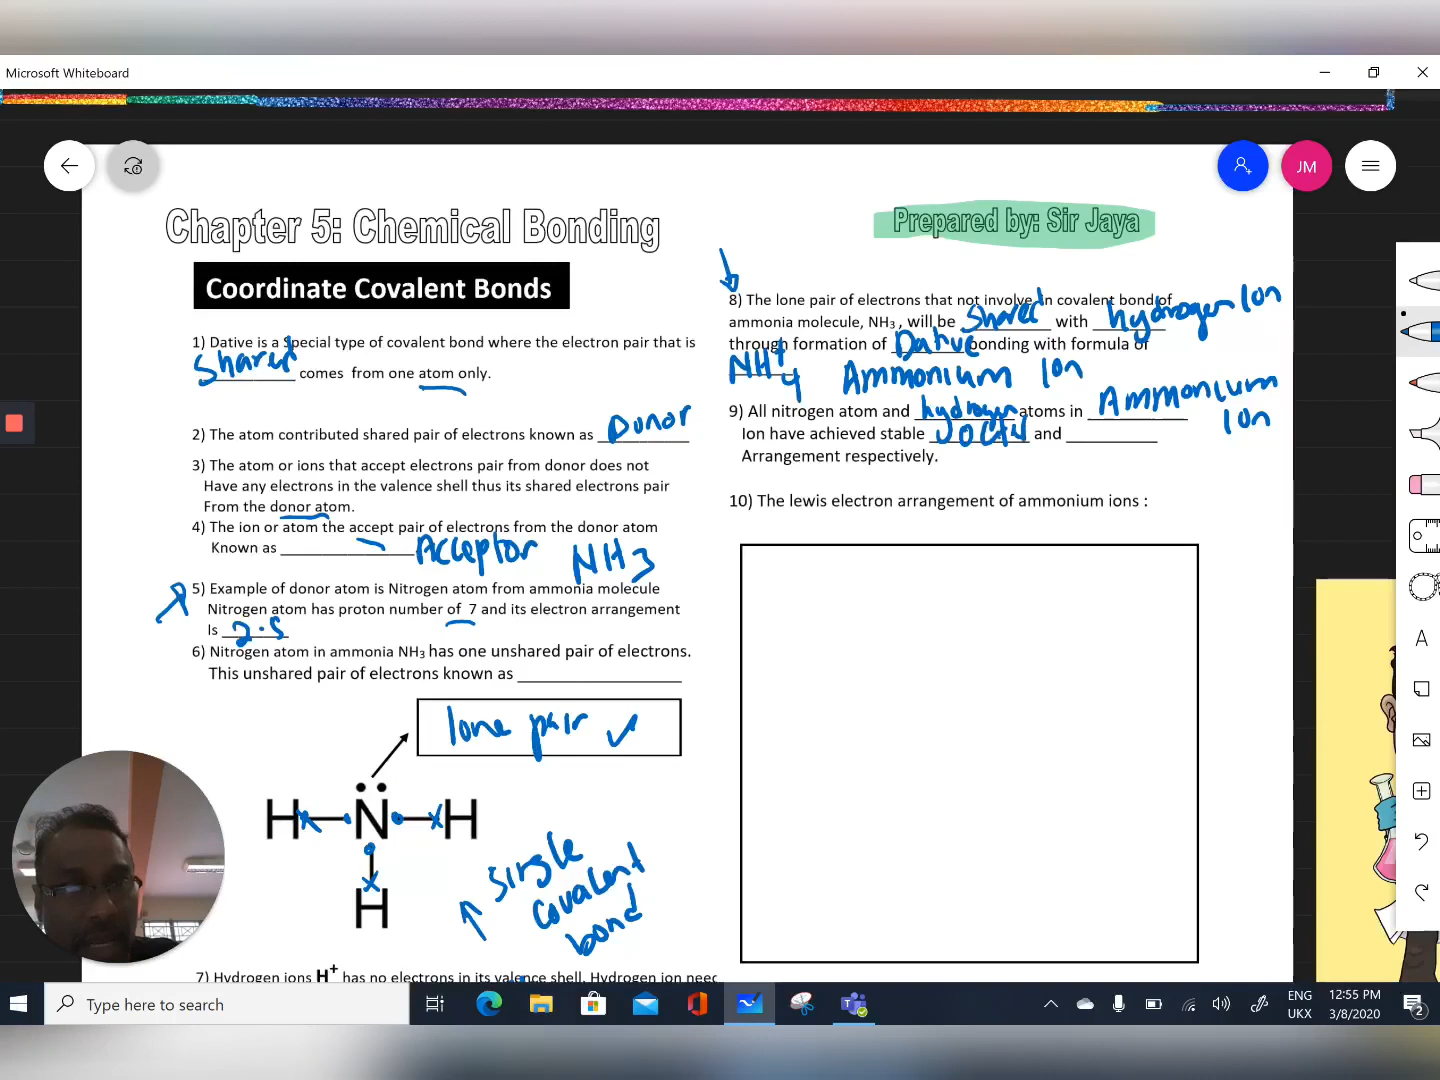 Microsoft Whiteboard
JM
Chapter 5: Chemical Bonding
Prepared by: Sir Jaya
Coordinate Covalent Bonds
1) Dative is a Special type of covalent bond where the electron pair that is
shared comes from one atom only.
2) The atom contributed shared pair of electrons known as Donor
3) The atom or ions that accept electrons pair from donor does not
Have any electrons in the valence shell thus its shared electrons pair
From the donor atom.
4) The ion or atom the accept pair of electrons from the donor atom
Known as Acceptor NH3
5) Example of donor atom is Nitrogen atom from ammonia molecule
Nitrogen atom has proton number of 7 and its electron arrangement
Is 2.5
6) Nitrogen atom in ammonia NH3 has one unshared pair of electrons.
This unshared pair of electrons known as
lone pair
H N H
H
single
covalent
bond
7) Hydrogen ions H+ has no electrons in its valence shell. Hydrogen ion need
8) The lone pair of electrons that not involve in covalent bond of
ammonia molecule, NH3 , will be shared with hydrogen Ion
through formation of Dative bonding with formula of
NH4+ Ammonium Ion
9) All nitrogen atom and hydrogen atoms in Ammonium
Ion
Ion have achieved stable and
Arrangement respectively.
10) The lewis electron arrangement of ammonium ions :
A
Type here to search
ENG
UKX
12:55 PM
3/8/2020
2